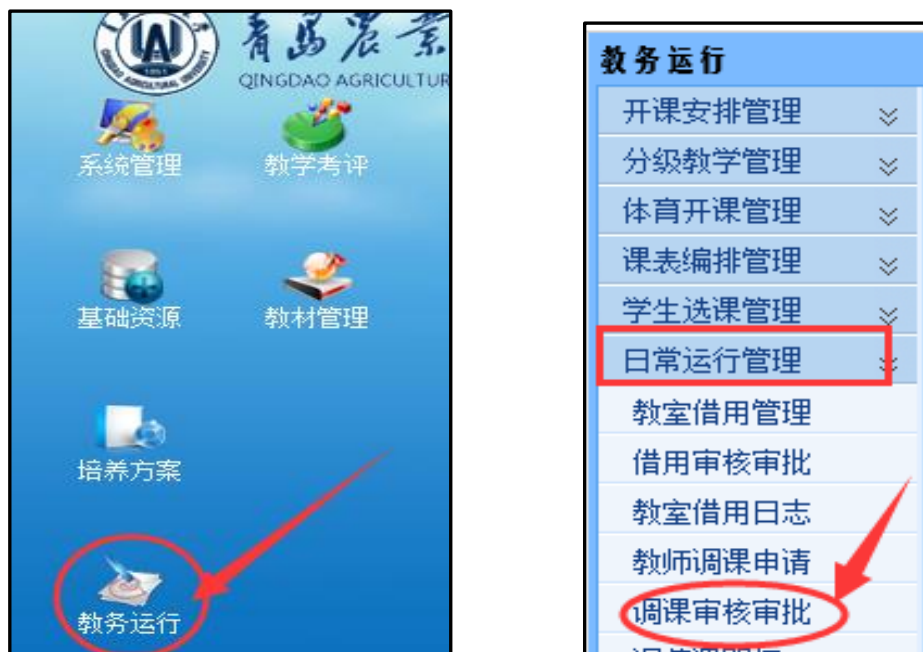 青岛农业
QINGDAO AGRICULTUR
系统管理
教学考评
基础资源
教材管理
培养方案
教务运行
教务运行
开课安排管理
分级教学管理
体育开课管理
课表编排管理
学生选课管理
日常运行管理
教室借用管理
借用审核审批
教室借用日志
教师调课申请
调课审核审批